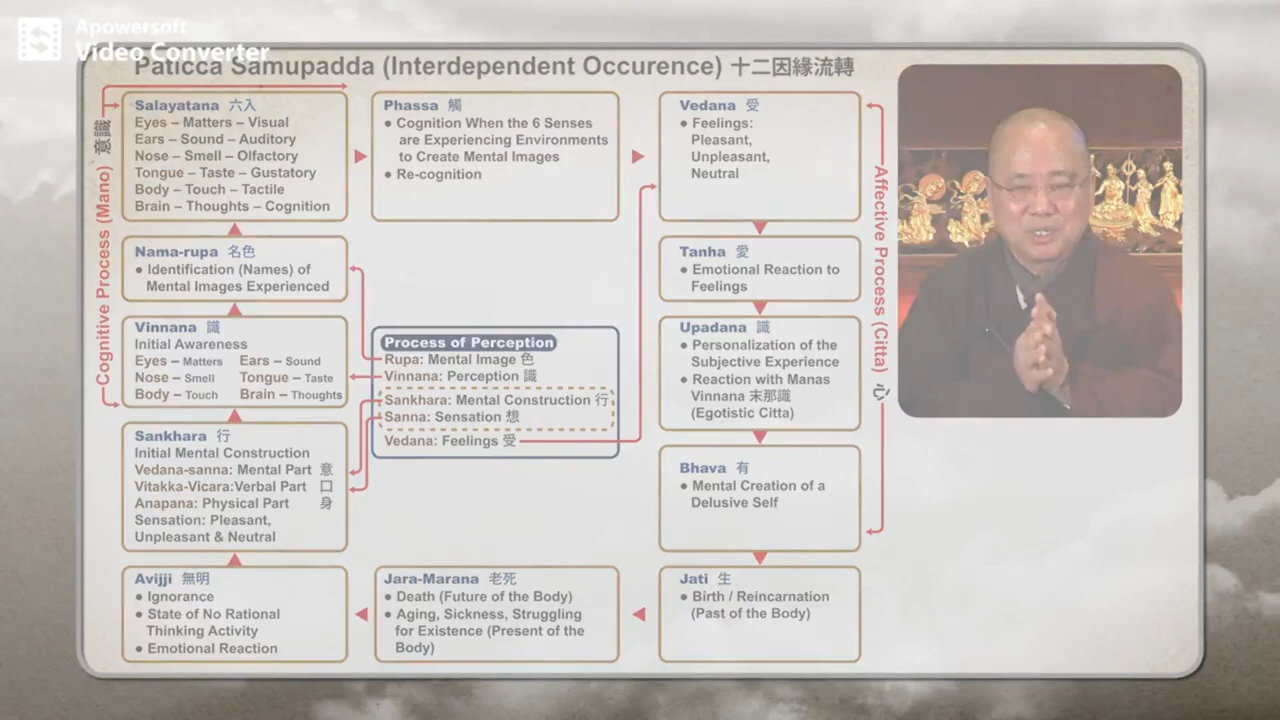 Apowersoft
Video Converter
Paticca Samupadda (Interdependent Occurence) 十二因緣流轉
Cognitive Process (Mano) 意識
Salayatana 六入
Eyes – Matters – Visual
Ears – Sound – Auditory
Nose – Smell – Olfactory
Tongue – Taste – Gustatory
Body – Touch – Tactile
Brain – Thoughts – Cognition
Phassa 觸
● Cognition When the 6 Senses
are Experiencing Environments
to Create Mental Images
● Re-cognition
Vedana 受
● Feelings:
Pleasant,
Unpleasant,
Neutral
Affective Process (Citta) 心
Nama-rupa 名色
● Identification (Names) of
Mental Images Experienced
Tanha 愛
● Emotional Reaction to
Feelings
Vinnana 識
Initial Awareness
Eyes – Matters Ears – Sound
Nose – Smell Tongue – Taste
Body – Touch Brain – Thoughts
Process of Perception
Rupa: Mental Image 色
Vinnana: Perception 識
Sankhara: Mental Construction 行
Sanna: Sensation 想
Vedana: Feelings 受
Upadana 識
● Personalization of the
Subjective Experience
● Reaction with Manas
Vinnana 末那識
(Egotistic Citta)
Sankhara 行
Initial Mental Construction
Vedana-sanna: Mental Part 意
Vitakka-Vicara:Verbal Part 口
Anapana: Physical Part 身
Sensation: Pleasant,
Unpleasant & Neutral
Bhava 有
● Mental Creation of a
Delusive Self
Avijji 無明
● Ignorance
● State of No Rational
Thinking Activity
● Emotional Reaction
Jara-Marana 老死
● Death (Future of the Body)
● Aging, Sickness, Struggling
for Existence (Present of the
Body)
Jati 生
● Birth / Reincarnation
(Past of the Body)